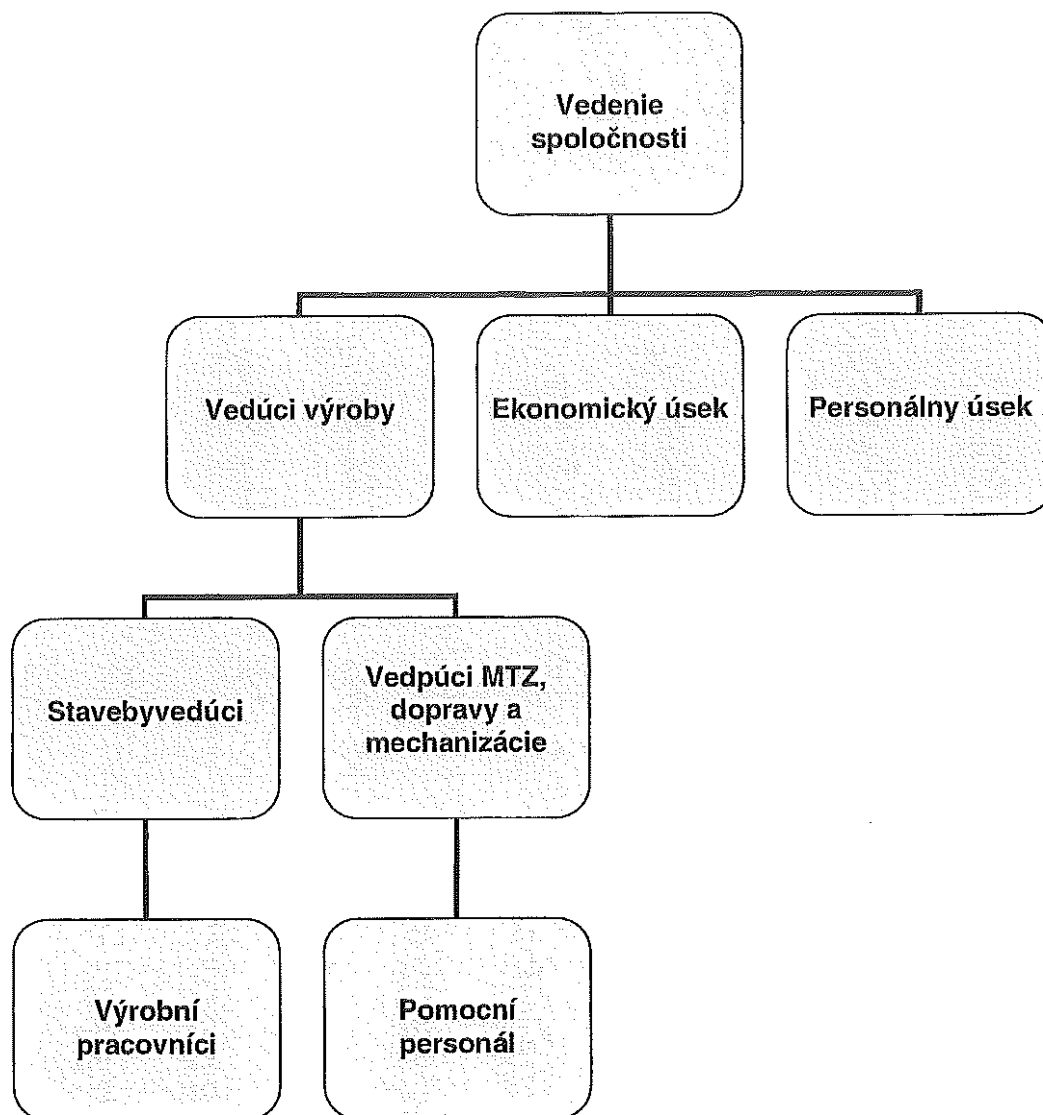 Vedenie
spoločnosti
Vedúci výroby
Ekonomický úsek
Personálny úsek
Stavebyvedúci
Vedpúci MTZ,
dopravy a
mechanizácie
Výrobní
pracovníci
Pomocní
personál